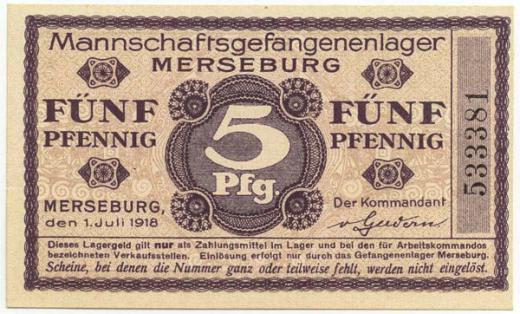 Mannschaftsgefangenenlager
MERSEBURG
FÜNF
PFENNIG
5
Pfg.
FÜNF
PFENNIG
533381
MERSEBURG,
den 1. Juli 1918
Der Kommandant
Dieses Lagergeld gilt nur als Zahlungsmittel im Lager und bei den für Arbeitskommandos
bezeichneten Verkaufsstellen. Einlösung erfolgt nur durch das Gefangenenlager Merseburg.
Scheine, bei denen die Nummer ganz oder teilweise fehlt, werden nicht eingelöst.